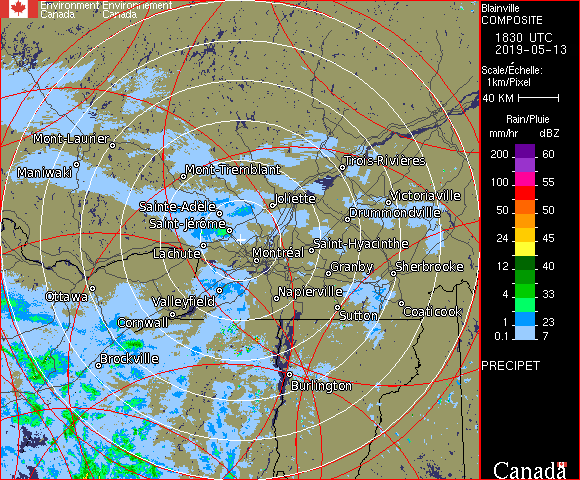 Environment Environnement
Canada Canada
Blainville
COMPOSITE
1830 UTC
2019-05-13
Scale/Échelle:
1km/Pixel
40 KM
Rain/Pluie
mm/hr dBZ
200 60
100 55
50 50
24 45
12 40
4 33
1 23
0.1 7
PRECIPET
Canada
Mont-Laurier
Maniwaki
Mont-Tremblant
Trois-Rivières
Joliette
Victoriaville
Sainte-Adèle
Drummondville
Saint-Jérôme
Lachute
Montréal
Saint-Hyacinthe
Granby
Sherbrooke
Ottawa
Valleyfield
Napierville
Cornwall
Sutton
Coaticook
Brockville
Burlington